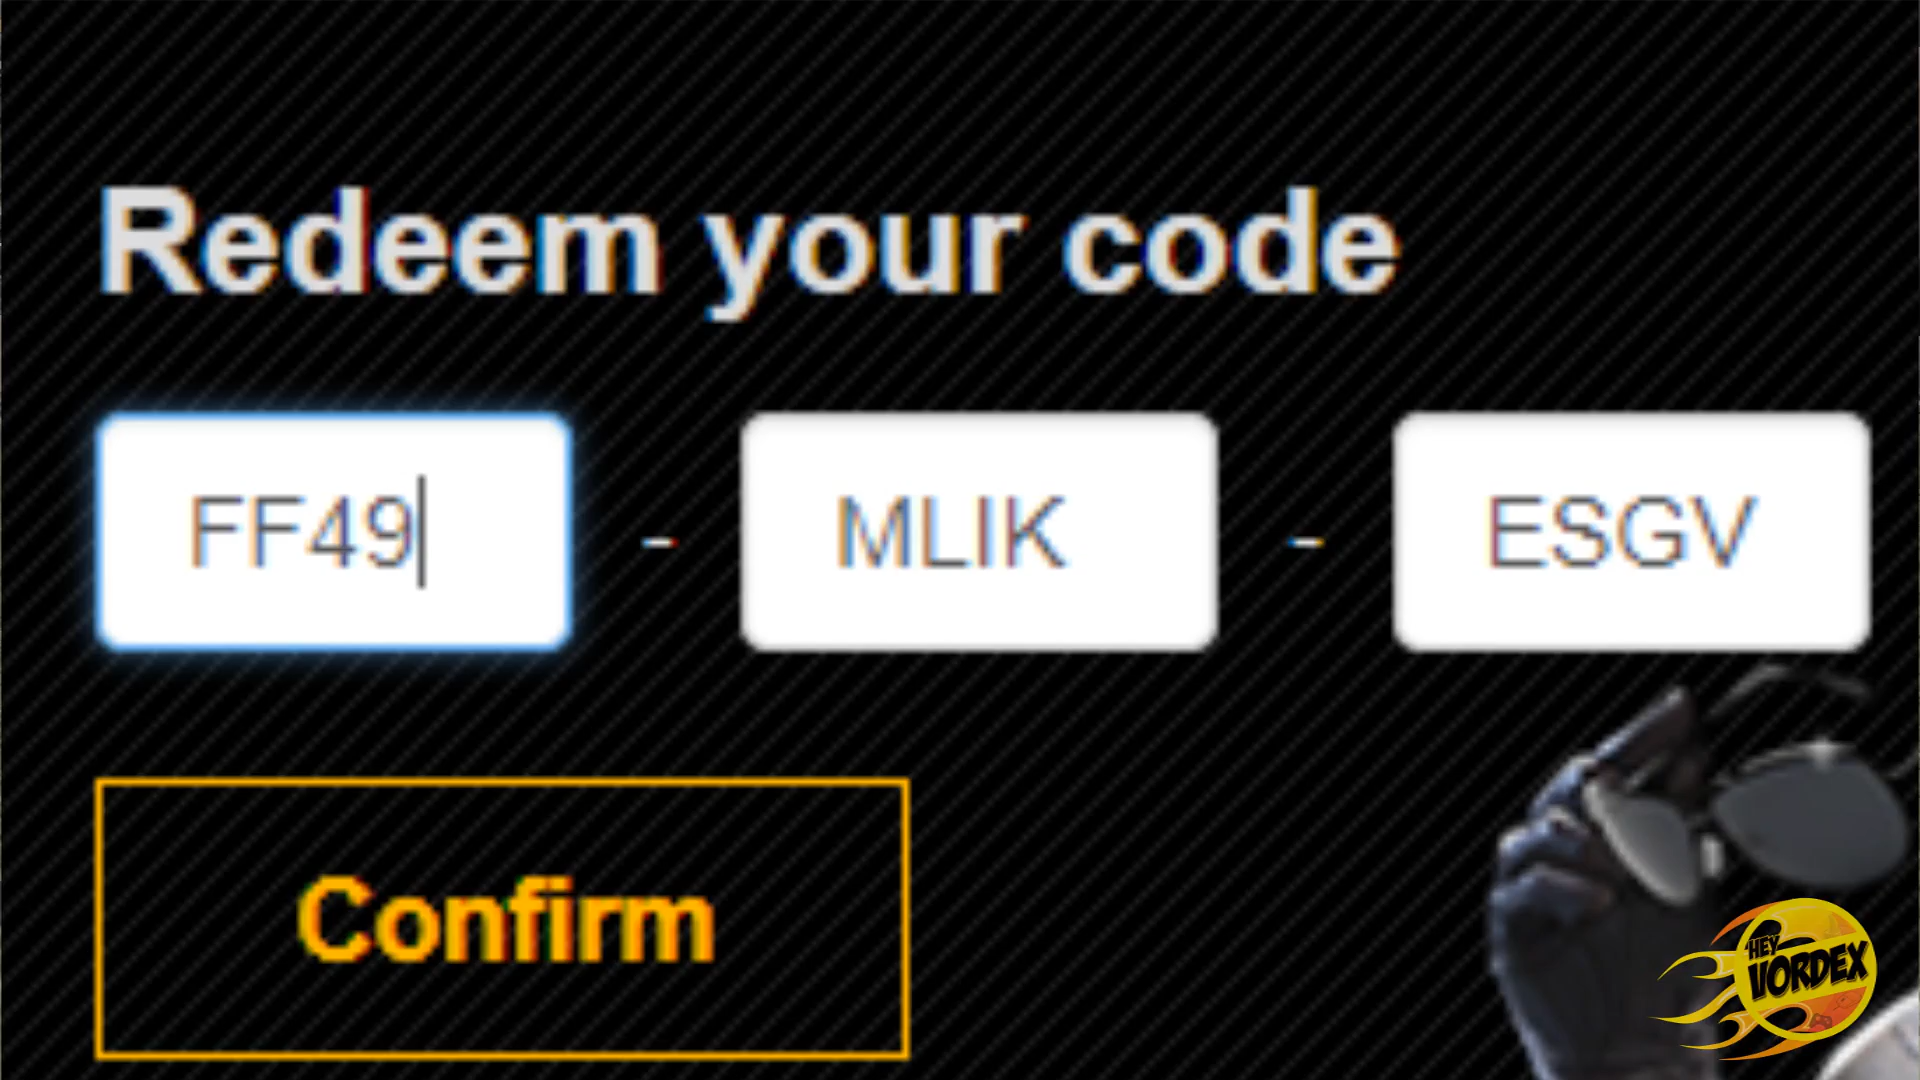 Redeem your code
FF49 - MLIK - ESGV
Confirm
HEY
VORDEX